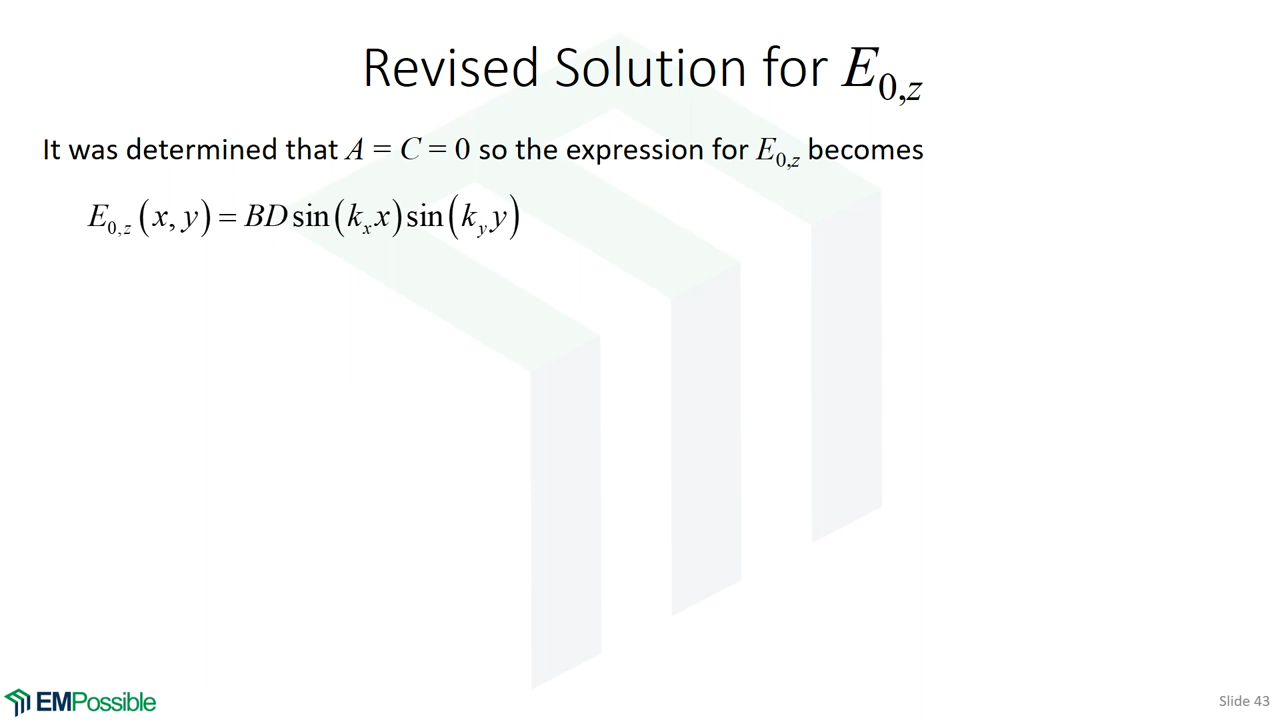 Revised Solution for E₀,z
It was determined that A = C = 0 so the expression for E₀,z becomes
E₀,z (x, y) = BD sin(kₓx) sin(k_y y)
EMPossible
Slide 43